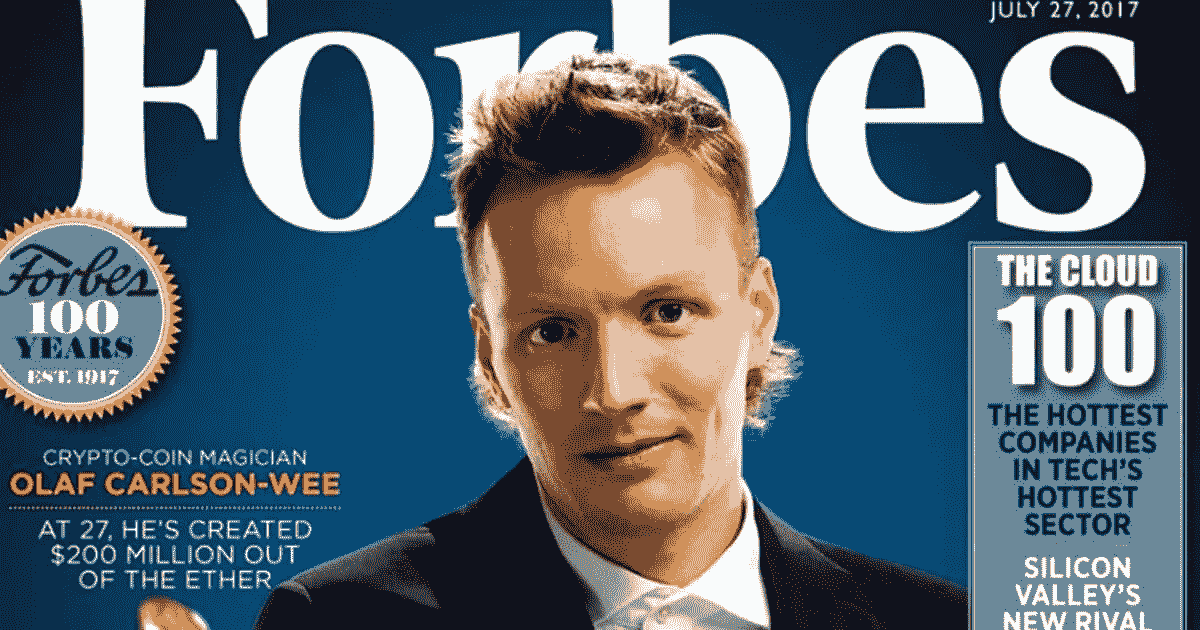 JULY 27, 2017
Forbes
Forbes
100
YEARS
EST. 1917
CRYPTO-COIN MAGICIAN
OLAF CARLSON-WEE
AT 27, HE'S CREATED
$200 MILLION OUT
OF THE ETHER
THE CLOUD
100
THE HOTTEST
COMPANIES
IN TECH'S
HOTTEST
SECTOR
SILICON
VALLEY'S
NEW RIVAL